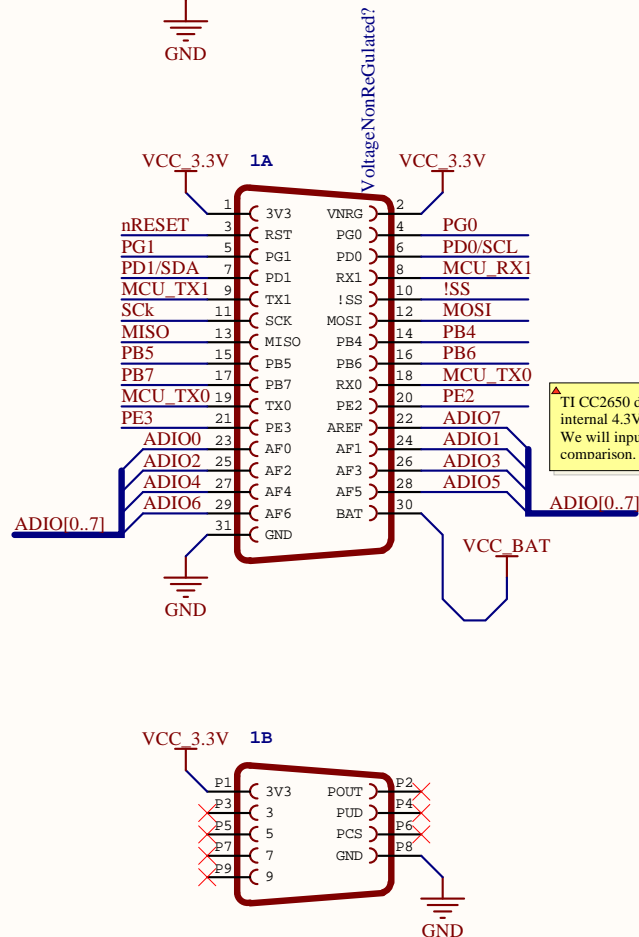 GND
VoltageNonReGulated?
VCC_3.3V 1A VCC_3.3V
1 3V3 VNRG 2
nRESET 3 RST PG0 4 PG0
PG1 5 PG1 PD0 6 PD0/SCL
PD1/SDA 7 PD1 RX1 8 MCU_RX1
MCU_TX1 9 TX1 !SS 10 !SS
SCk 11 SCK MOSI 12 MOSI
MISO 13 MISO PB4 14 PB4
PB5 15 PB5 PB6 16 PB6
PB7 17 PB7 RX0 18 MCU_TX0
MCU_TX0 19 TX0 PE2 20 PE2
PE3 21 PE3 AREF 22 ADIO7
ADIO0 23 AF0 AF1 24 ADIO1
ADIO2 25 AF2 AF3 26 ADIO3
ADIO4 27 AF4 AF5 28 ADIO5
ADIO6 29 AF6 BAT 30
31 GND
ADIO[0..7]
ADIO[0..7]
TI CC2650 d
internal 4.3V
We will inpu
comparison.
VCC_BAT
GND
VCC_3.3V 1B
P1 3V3 POUT P2
P3 3 PUD P4
P5 5 PCS P6
P7 7 GND P8
P9 9
GND